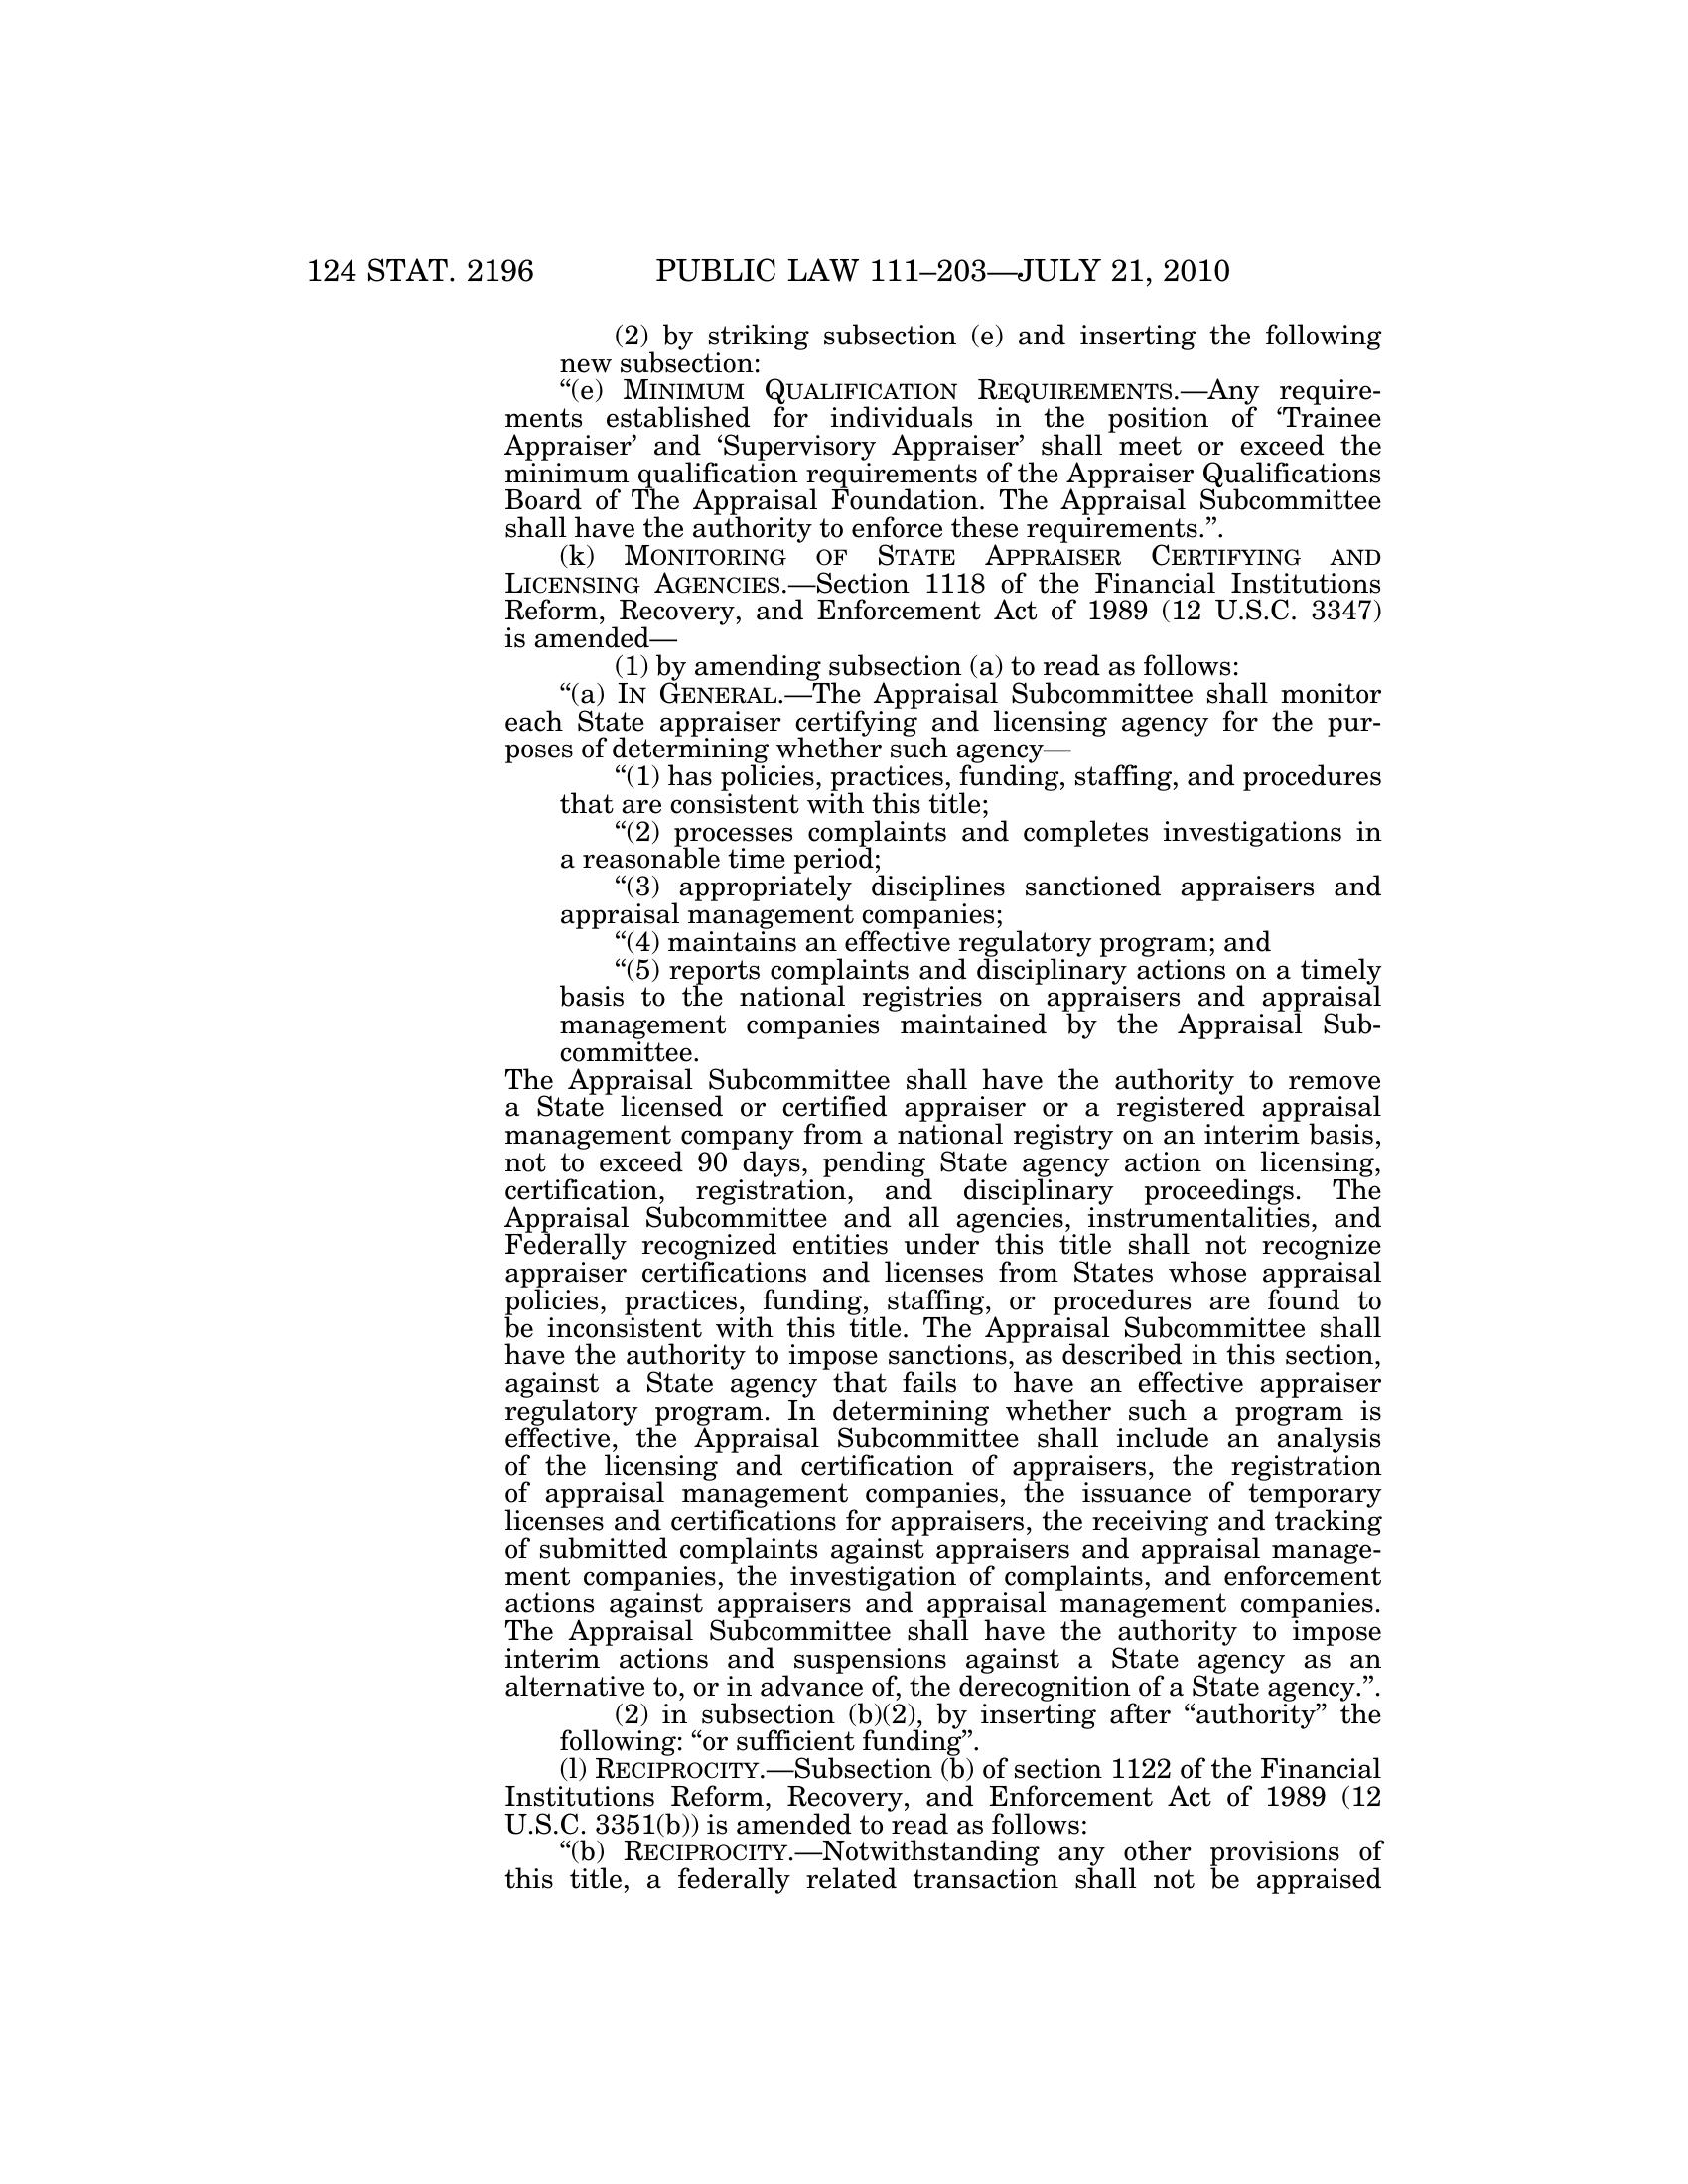 124 STAT. 2196 PUBLIC LAW 111–203—JULY 21, 2010
(2) by striking subsection (e) and inserting the following
new subsection:
“(e) MINIMUM QUALIFICATION REQUIREMENTS.—Any require-
ments established for individuals in the position of ‘Trainee
Appraiser’ and ‘Supervisory Appraiser’ shall meet or exceed the
minimum qualification requirements of the Appraiser Qualifications
Board of The Appraisal Foundation. The Appraisal Subcommittee
shall have the authority to enforce these requirements.”.
(k) MONITORING OF STATE APPRAISER CERTIFYING AND
LICENSING AGENCIES.—Section 1118 of the Financial Institutions
Reform, Recovery, and Enforcement Act of 1989 (12 U.S.C. 3347)
is amended—
(1) by amending subsection (a) to read as follows:
“(a) IN GENERAL.—The Appraisal Subcommittee shall monitor
each State appraiser certifying and licensing agency for the pur-
poses of determining whether such agency—
“(1) has policies, practices, funding, staffing, and procedures
that are consistent with this title;
“(2) processes complaints and completes investigations in
a reasonable time period;
“(3) appropriately disciplines sanctioned appraisers and
appraisal management companies;
“(4) maintains an effective regulatory program; and
“(5) reports complaints and disciplinary actions on a timely
basis to the national registries on appraisers and appraisal
management companies maintained by the Appraisal Sub-
committee.
The Appraisal Subcommittee shall have the authority to remove
a State licensed or certified appraiser or a registered appraisal
management company from a national registry on an interim basis,
not to exceed 90 days, pending State agency action on licensing,
certification, registration, and disciplinary proceedings. The
Appraisal Subcommittee and all agencies, instrumentalities, and
Federally recognized entities under this title shall not recognize
appraiser certifications and licenses from States whose appraisal
policies, practices, funding, staffing, or procedures are found to
be inconsistent with this title. The Appraisal Subcommittee shall
have the authority to impose sanctions, as described in this section,
against a State agency that fails to have an effective appraiser
regulatory program. In determining whether such a program is
effective, the Appraisal Subcommittee shall include an analysis
of the licensing and certification of appraisers, the registration
of appraisal management companies, the issuance of temporary
licenses and certifications for appraisers, the receiving and tracking
of submitted complaints against appraisers and appraisal manage-
ment companies, the investigation of complaints, and enforcement
actions against appraisers and appraisal management companies.
The Appraisal Subcommittee shall have the authority to impose
interim actions and suspensions against a State agency as an
alternative to, or in advance of, the derecognition of a State agency.”.
(2) in subsection (b)(2), by inserting after “authority” the
following: “or sufficient funding”.
(l) RECIPROCITY.—Subsection (b) of section 1122 of the Financial
Institutions Reform, Recovery, and Enforcement Act of 1989 (12
U.S.C. 3351(b)) is amended to read as follows:
“(b) RECIPROCITY.—Notwithstanding any other provisions of
this title, a federally related transaction shall not be appraised